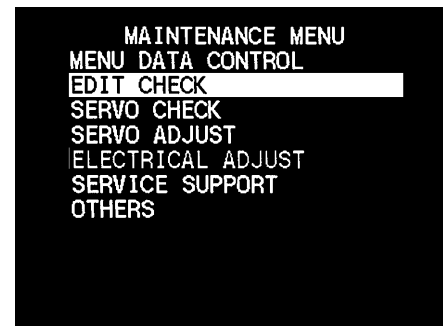 MAINTENANCE MENU
MENU DATA CONTROL
EDIT CHECK
SERVO CHECK
SERVO ADJUST
ELECTRICAL ADJUST
SERVICE SUPPORT
OTHERS